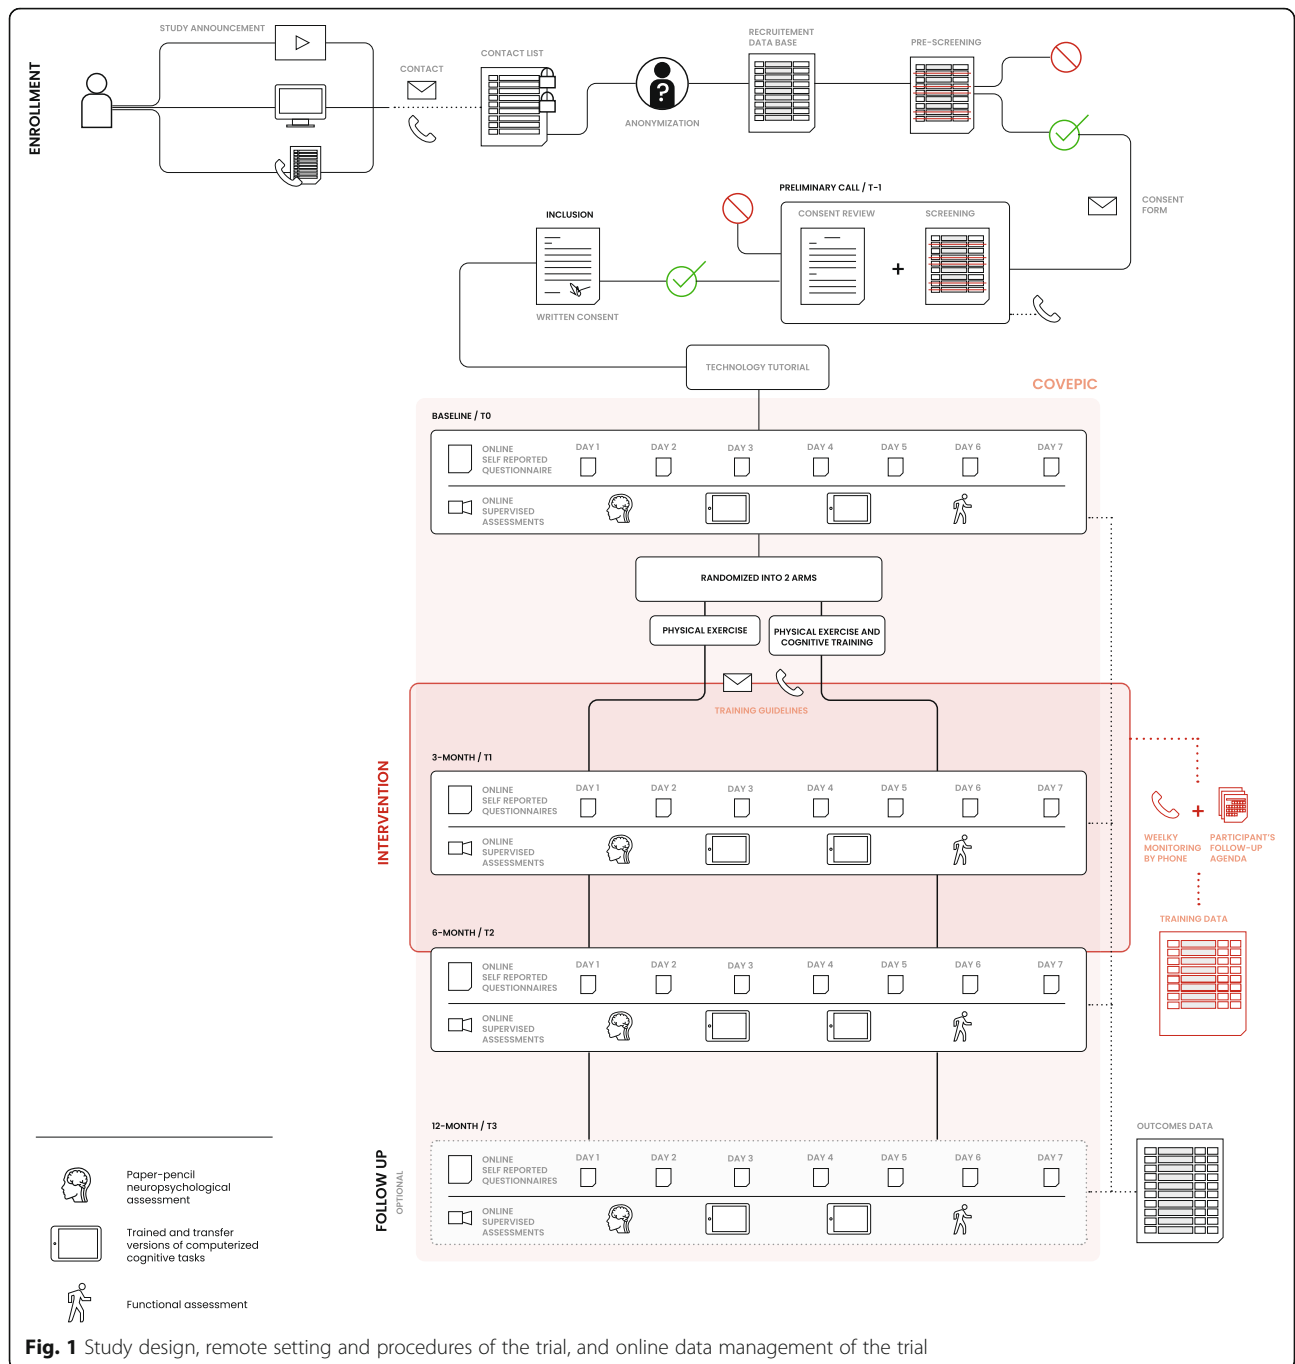 ENROLLMENT
STUDY ANNOUNCEMENT
CONTACT
CONTACT LIST
ANONYMIZATION
?
RECRUITEMENT
DATA BASE
PRE-SCREENING
CONSENT
FORM
PRELIMINARY CALL / T-1
CONSENT REVIEW
SCREENING
+
INCLUSION
WRITTEN CONSENT
TECHNOLOGY TUTORIAL
COVEPIC
BASELINE / T0
ONLINE
SELF REPORTED
QUESTIONNAIRE
DAY 1 DAY 2 DAY 3 DAY 4 DAY 5 DAY 6 DAY 7
ONLINE
SUPERVISED
ASSESSMENTS
RANDOMIZED INTO 2 ARMS
PHYSICAL EXERCISE
PHYSICAL EXERCISE AND
COGNITIVE TRAINING
TRAINING GUIDELINES
INTERVENTION
3-MONTH / T1
ONLINE
SELF REPORTED
QUESTIONNAIRES
DAY 1 DAY 2 DAY 3 DAY 4 DAY 5 DAY 6 DAY 7
ONLINE
SUPERVISED
ASSESSMENTS
+
WEELKY
MONITORING
BY PHONE
PARTICIPANT'S
FOLLOW-UP
AGENDA
TRAINING DATA
6-MONTH / T2
ONLINE
SELF REPORTED
QUESTIONNAIRES
DAY 1 DAY 2 DAY 3 DAY 4 DAY 5 DAY 6 DAY 7
ONLINE
SUPERVISED
ASSESSMENTS
FOLLOW UP
OPTIONAL
12-MONTH / T3
ONLINE
SELF REPORTED
QUESTIONNAIRES
DAY 1 DAY 2 DAY 3 DAY 4 DAY 5 DAY 6 DAY 7
ONLINE
SUPERVISED
ASSESSMENTS
OUTCOMES DATA
Paper-pencil
neuropsychological
assessment
Trained and transfer
versions of computerized
cognitive tasks
Functional assessment
Fig. 1 Study design, remote setting and procedures of the trial, and online data management of the trial